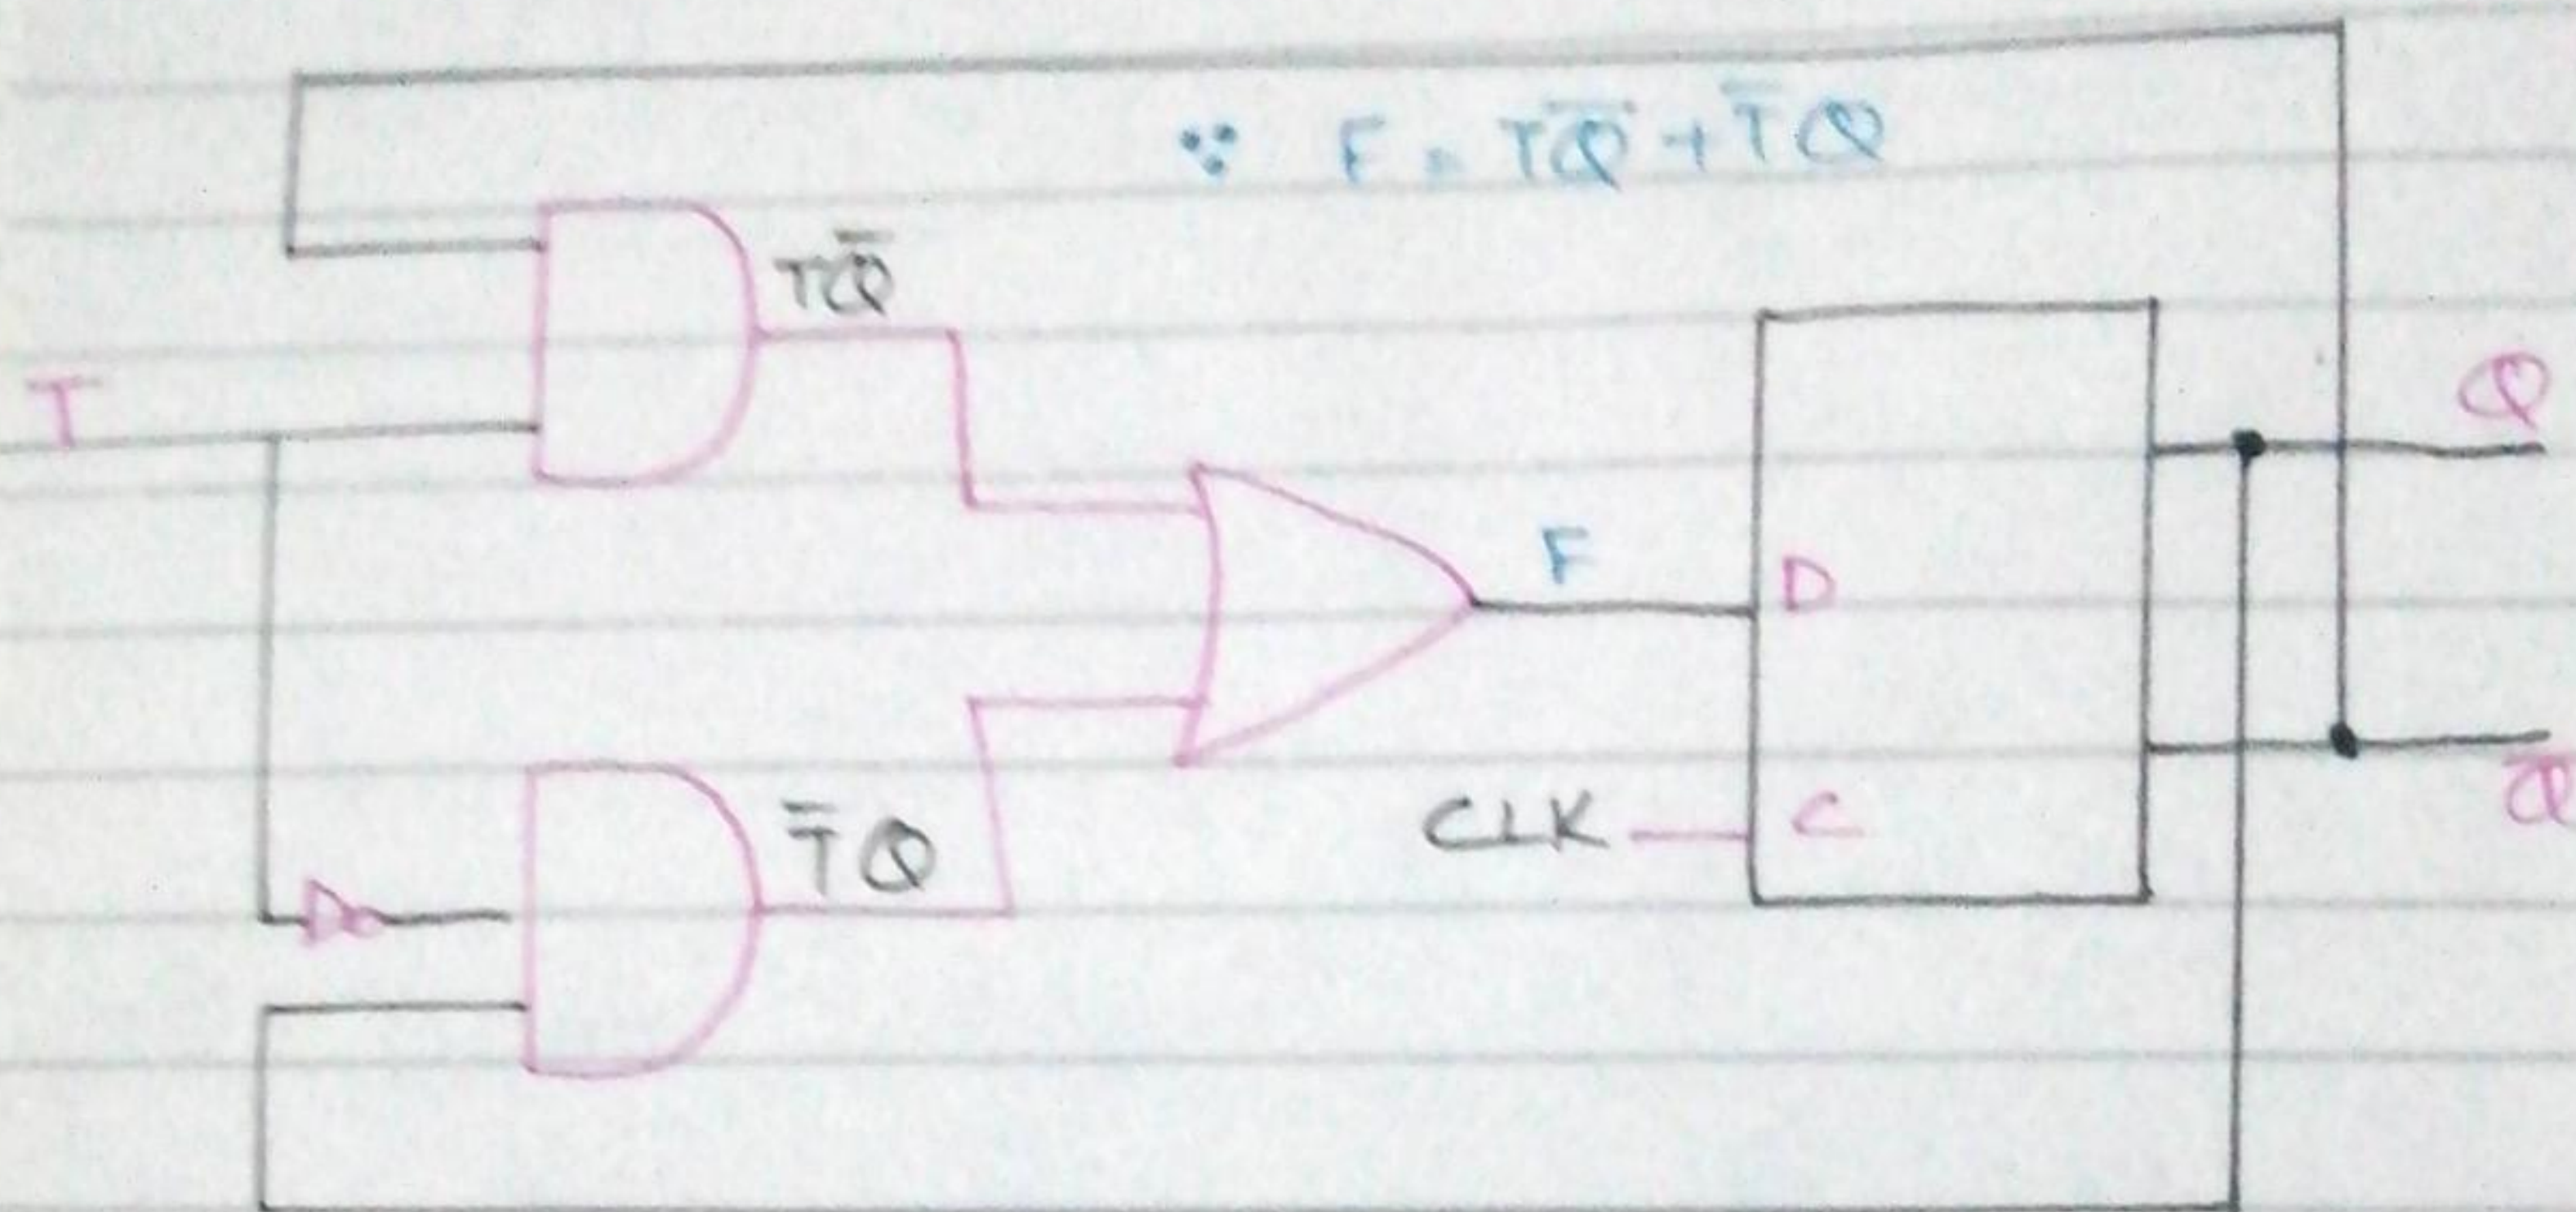 ∵ F = TQ̅ + T̅Q
TQ̅
T
Q
F
D
T̅Q
CLK
C
Q̅